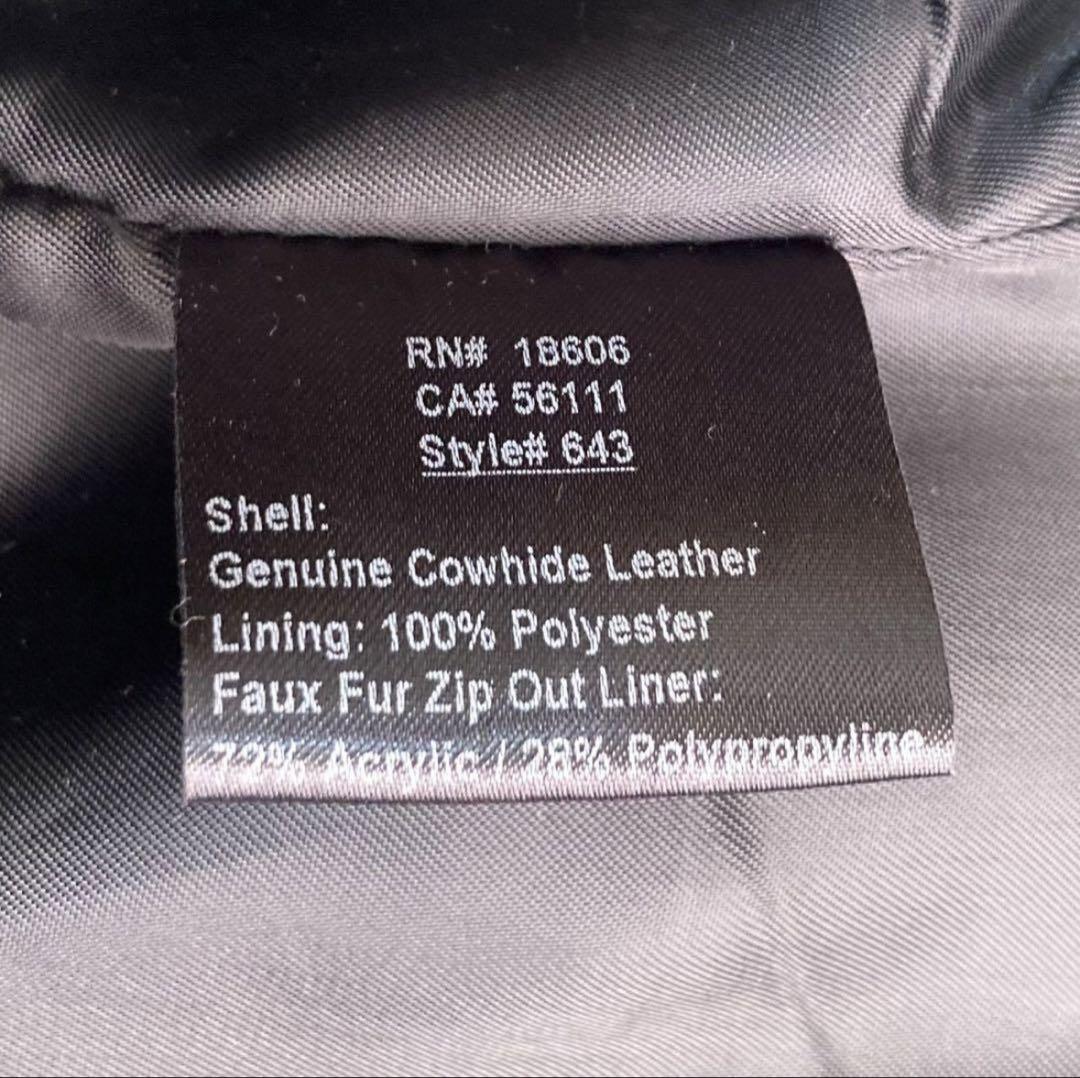 RN# 18606
CA# 56111
Style# 643
Shell:
Genuine Cowhide Leather
Lining: 100% Polyester
Faux Fur Zip Out Liner:
72% Acrylic / 28% Polypropyline